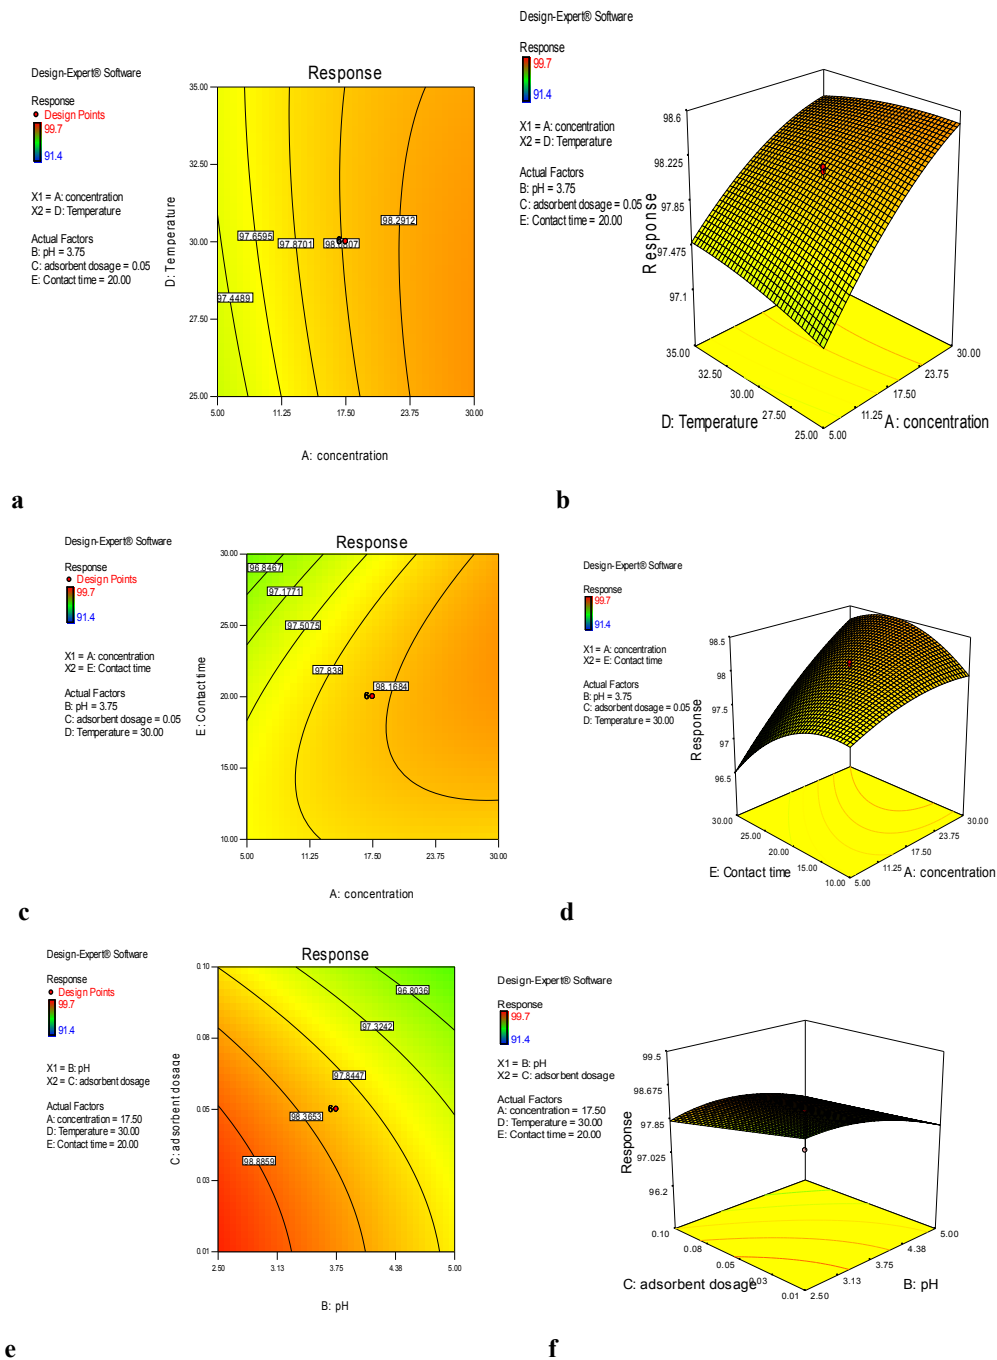 Design-Expert® Software
Response
Design Points
99.7
91.4
X1 = A: concentration
X2 = D: Temperature
Actual Factors
B: pH = 3.75
C: adsorbent dosage = 0.05
E: Contact time = 20.00
Response
35.00
32.50
30.00
27.50
25.00
D: Temperature
97.4489
97.6595
97.8701
98.2912
6
5.00
11.25
17.50
23.75
30.00
A: concentration
a
Design-Expert® Software
Response
99.7
91.4
X1 = A: concentration
X2 = D: Temperature
Actual Factors
B: pH = 3.75
C: adsorbent dosage = 0.05
E: Contact time = 20.00
98.6
98.225
97.85
97.475
97.1
Response
35.00
32.50
30.00
27.50
25.00
D: Temperature
5.00
11.25
17.50
23.75
30.00
A: concentration
b
Design-Expert® Software
Response
Design Points
99.7
91.4
X1 = A: concentration
X2 = E: Contact time
Actual Factors
B: pH = 3.75
C: adsorbent dosage = 0.05
D: Temperature = 30.00
Response
30.00
25.00
20.00
15.00
10.00
E: Contact time
96.8467
97.1771
97.5075
97.838
98.1684
6
5.00
11.25
17.50
23.75
30.00
A: concentration
c
Design-Expert® Software
Response
99.7
91.4
X1 = A: concentration
X2 = E: Contact time
Actual Factors
B: pH = 3.75
C: adsorbent dosage = 0.05
D: Temperature = 30.00
98.5
98
97.5
97
96.5
Response
30.00
25.00
20.00
15.00
10.00
E: Contact time
5.00
11.25
17.50
23.75
30.00
A: concentration
d
Design-Expert® Software
Response
Design Points
99.7
91.4
X1 = B: pH
X2 = C: adsorbent dosage
Actual Factors
A: concentration = 17.50
D: Temperature = 30.00
E: Contact time = 20.00
Response
0.10
0.08
0.05
0.03
0.01
C: adsorbent dosage
96.8036
97.3242
97.8447
98.3653
98.8859
6
2.50
3.13
3.75
4.38
5.00
B: pH
e
Design-Expert® Software
Response
99.7
91.4
X1 = B: pH
X2 = C: adsorbent dosage
Actual Factors
A: concentration = 17.50
D: Temperature = 30.00
E: Contact time = 20.00
99.5
98.675
97.85
97.025
96.2
Response
0.10
0.08
0.05
0.03
0.01
C: adsorbent dosage
2.50
3.13
3.75
4.38
5.00
B: pH
f